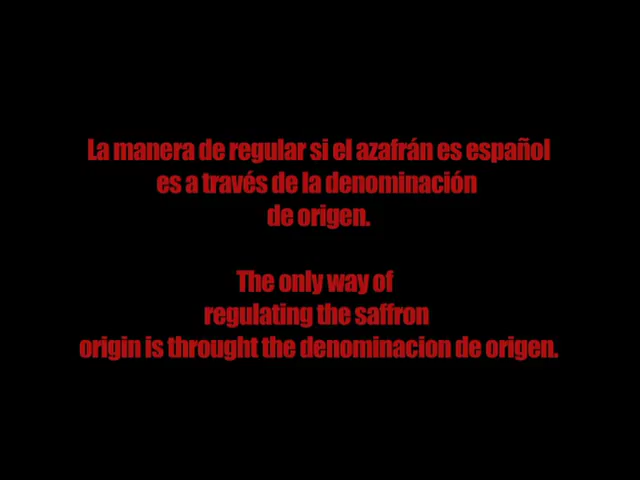 La manera de regular si el azafrán es español
es a través de la denominación
de origen.
The only way of
regulating the saffron
origin is throught the denominacion de origen.